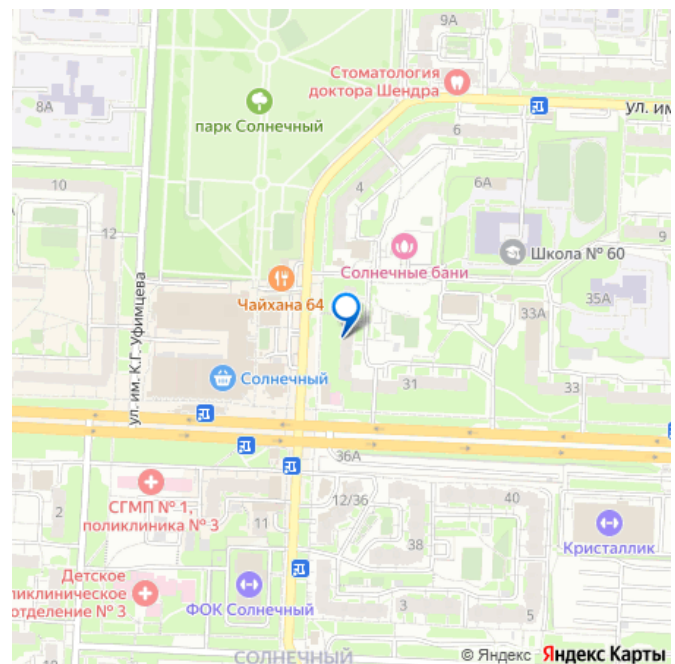 9А
Стоматология
доктора Шендра
8А
ул. им
парк Солнечный
6
10
4
6А
12
9
Школа № 60
Солнечные бани
ул. им. К.Г. Уфимцева
Чайхана 64
35А
33А
Солнечный
31
33
36А
СГМП № 1,
поликлиника № 3
12/36
40
2
11
38
Кристаллик
Детское
ликлиническое
отделение № 3
ФОК Солнечный
3
5
СОЛНЕЧНЫЙ
© Яндекс Яндекс Карты